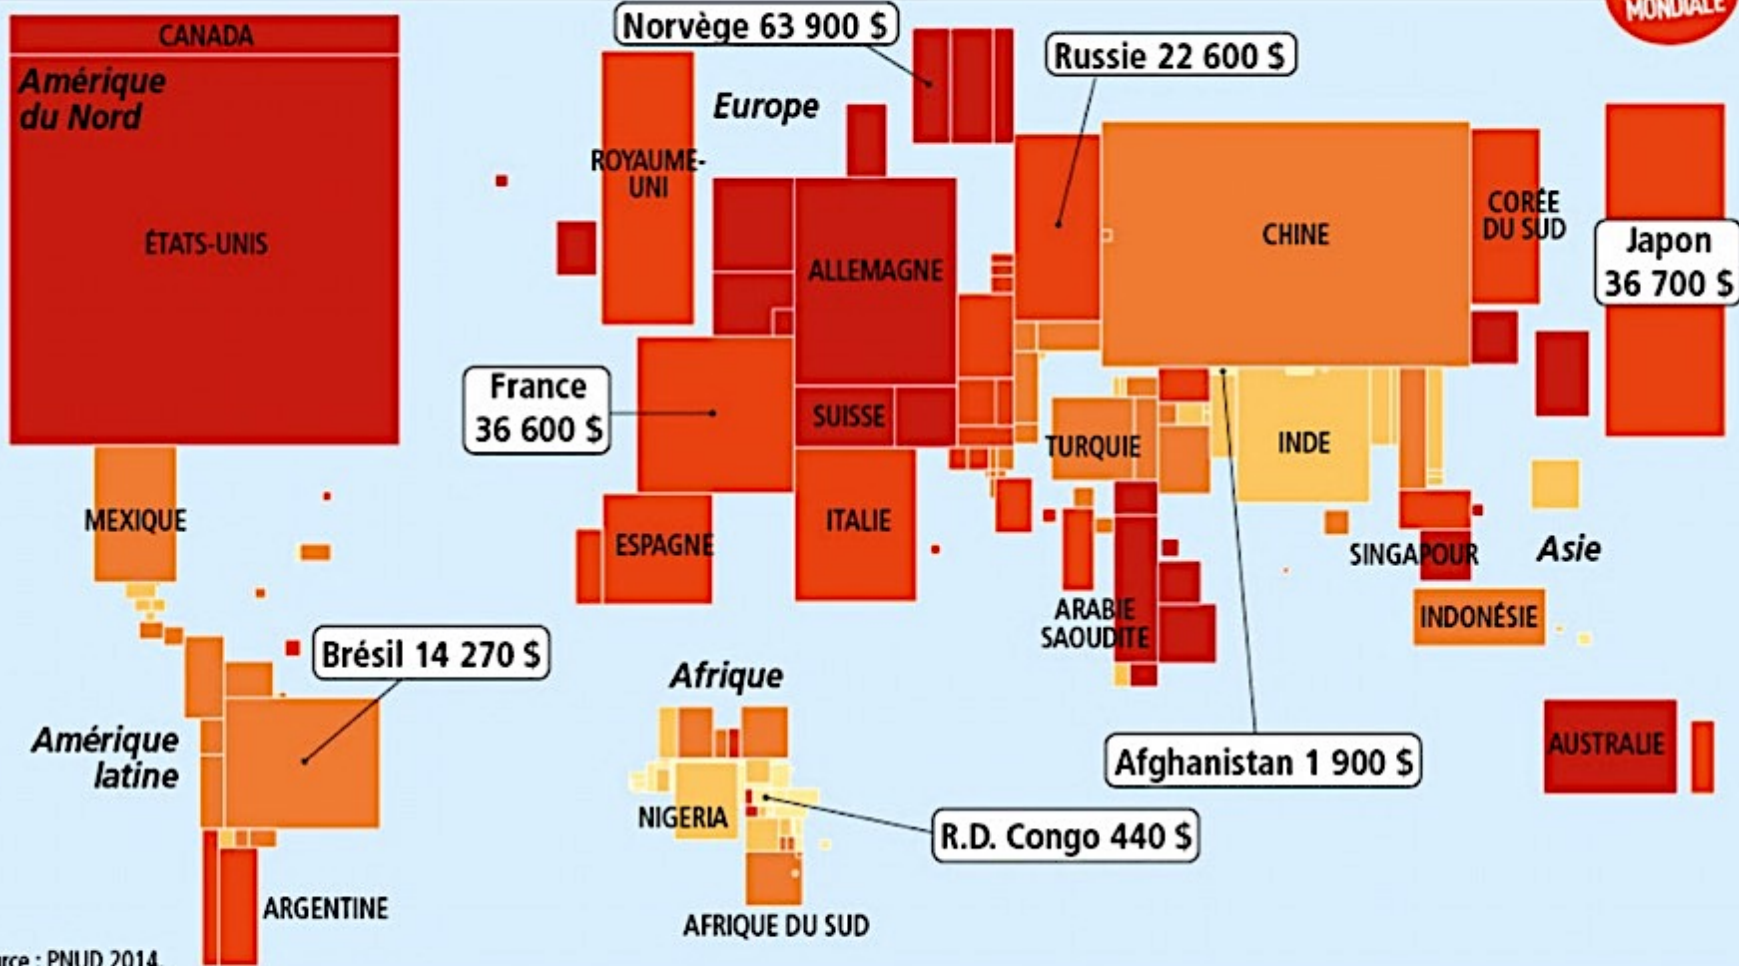 MONDIALE
CANADA
Amérique
du Nord
ÉTATS-UNIS
Norvège 63 900 $
Russie 22 600 $
Europe
ROYAUME-
UNI
ALLEMAGNE
CHINE
CORÉE
DU SUD
Japon
36 700 $
France
36 600 $
SUISSE
TURQUIE
INDE
MEXIQUE
ESPAGNE
ITALIE
SINGAPOUR
Asie
ARABIE
SAOUDITE
INDONÉSIE
Brésil 14 270 $
Afrique
Amérique
latine
Afghanistan 1 900 $
AUSTRALIE
NIGERIA
R.D. Congo 440 $
ARGENTINE
AFRIQUE DU SUD
urce : PNUD 2014.